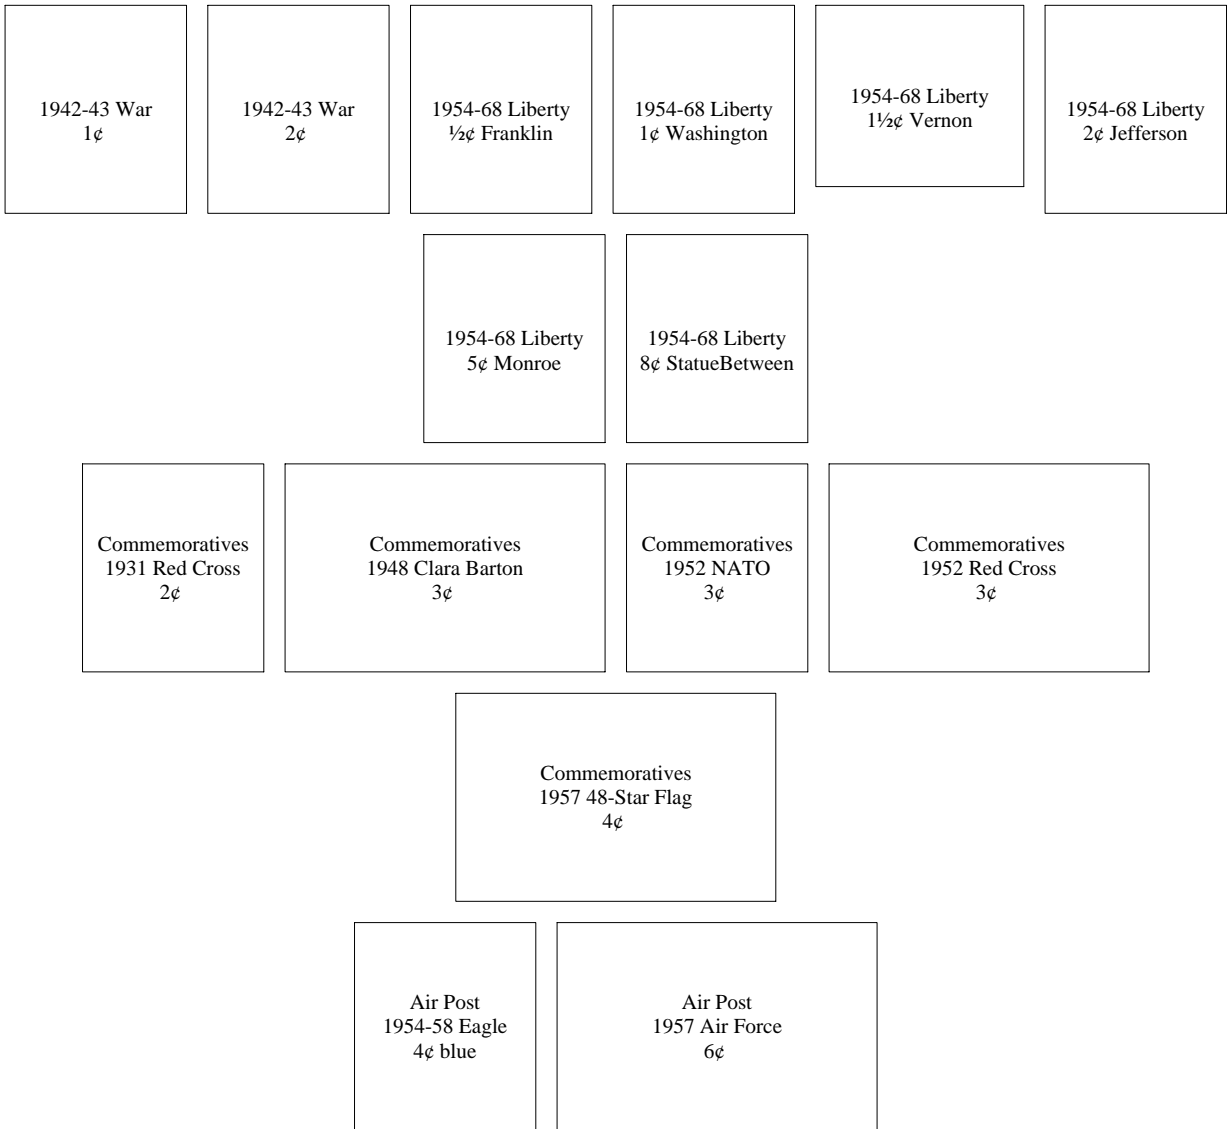 1942-43 War
1¢
1942-43 War
2¢
1954-68 Liberty
½¢ Franklin
1954-68 Liberty
1¢ Washington
1954-68 Liberty
1½¢ Vernon
1954-68 Liberty
2¢ Jefferson
1954-68 Liberty
5¢ Monroe
1954-68 Liberty
8¢ StatueBetween
Commemoratives
1931 Red Cross
2¢
Commemoratives
1948 Clara Barton
3¢
Commemoratives
1952 NATO
3¢
Commemoratives
1952 Red Cross
3¢
Commemoratives
1957 48-Star Flag
4¢
Air Post
1954-58 Eagle
4¢ blue
Air Post
1957 Air Force
6¢